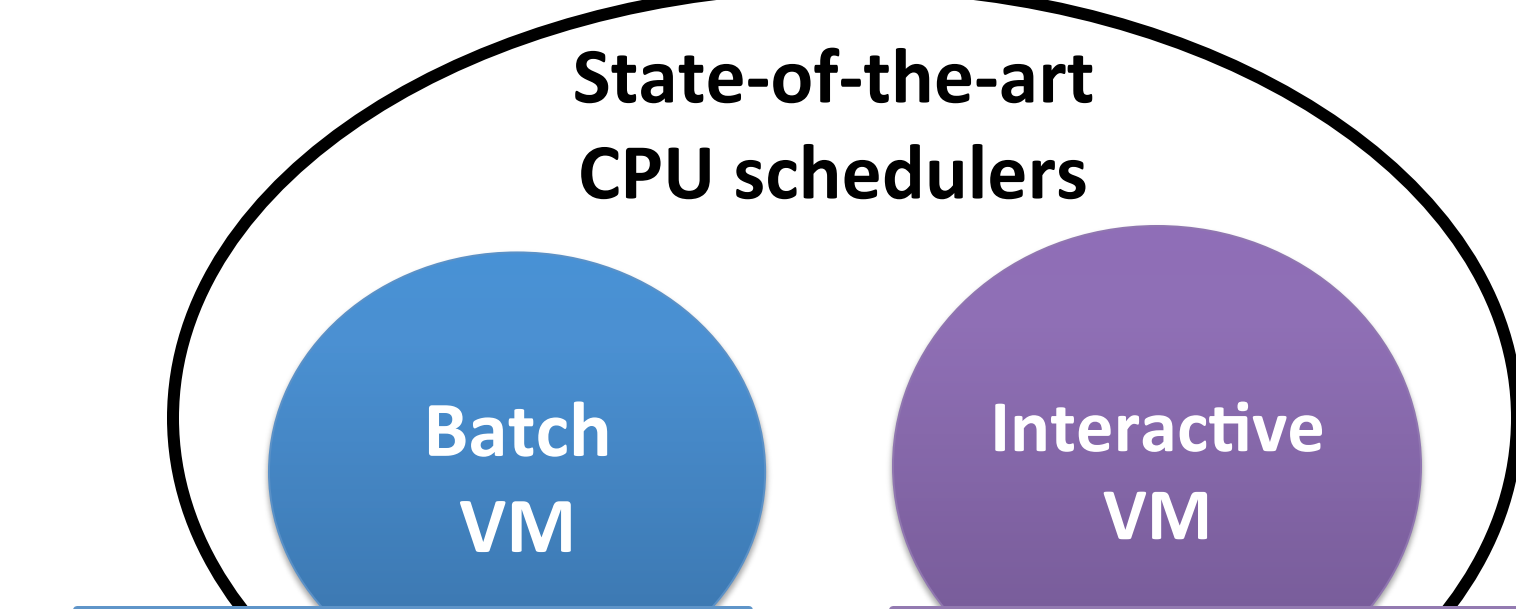 State-of-the-art
CPU schedulers
Batch
VM
Interactive
VM